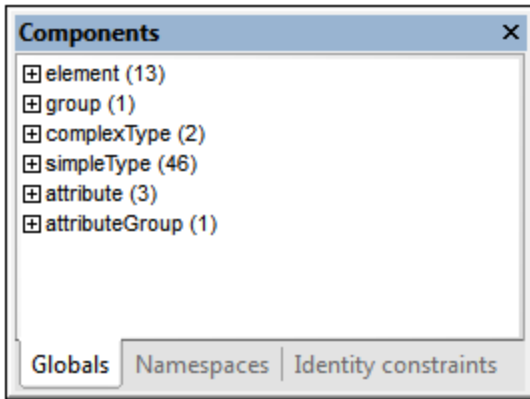 Components
element (13)
group (1)
complexType (2)
simpleType (46)
attribute (3)
attributeGroup (1)
Globals Namespaces Identity constraints